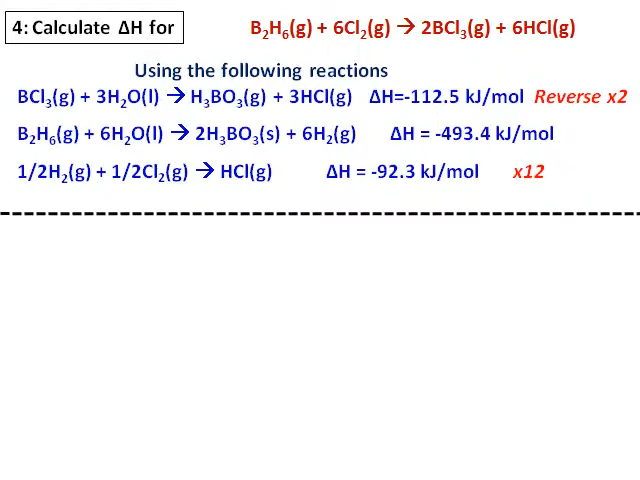 4: Calculate ΔH for B₂H₆(g) + 6Cl₂(g) → 2BCl₃(g) + 6HCl(g)
Using the following reactions
BCl₃(g) + 3H₂O(l) → H₃BO₃(g) + 3HCl(g) ΔH=-112.5 kJ/mol Reverse x2
B₂H₆(g) + 6H₂O(l) → 2H₃BO₃(s) + 6H₂(g) ΔH = -493.4 kJ/mol
1/2H₂(g) + 1/2Cl₂(g) → HCl(g) ΔH = -92.3 kJ/mol x12